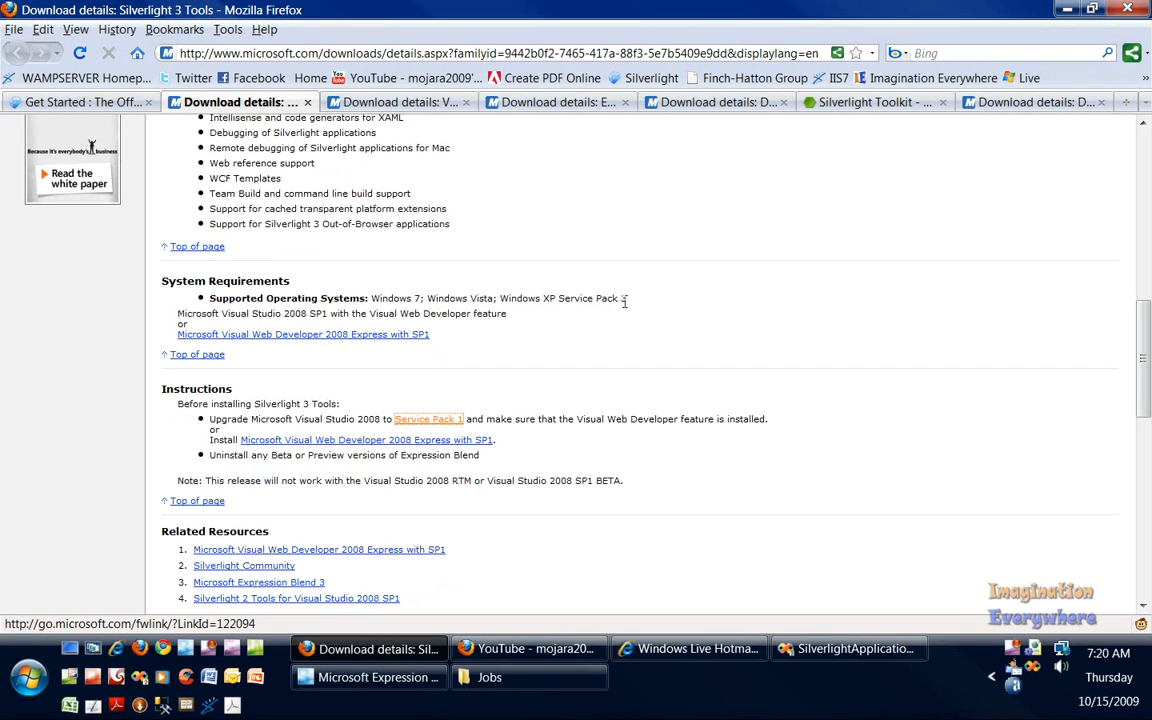 Silverlight 3 Tools - Mozilla Firefox
File Edit View History Bookmarks Tools Help
http://www.microsoft.com/downloads/details.aspx?familyid=9442b0f2-7465-417a-88f3-5e7b5409e9dd&displaylang=en
Bing
WAMPSERVER Homep... Twitter Facebook Home YouTube - mojara2009'... Create PDF Online Silverlight Finch-Hatton Group IIS7 Imagination Everywhere Live
Get Started : The Off... Download details: ... Download details: V... Download details: E... Download details: D... Silverlight Toolkit - ... Download details: D...
Because it's everybody's business
Read the
white paper
Intellisense and code generators for XAML
Debugging of Silverlight applications
Remote debugging of Silverlight applications for Mac
Web reference support
WCF Templates
Team Build and command line build support
Support for cached transparent platform extensions
Support for Silverlight 3 Out-of-Browser applications
Top of page
System Requirements
Supported Operating Systems: Windows 7; Windows Vista; Windows XP Service Pack
Microsoft Visual Studio 2008 SP1 with the Visual Web Developer feature
or
Microsoft Visual Web Developer 2008 Express with SP1
Top of page
Instructions
Before installing Silverlight 3 Tools:
Upgrade Microsoft Visual Studio 2008 to Service Pack 1 and make sure that the Visual Web Developer feature is installed.
or
Install Microsoft Visual Web Developer 2008 Express with SP1.
Uninstall any Beta or Preview versions of Expression Blend
Note: This release will not work with the Visual Studio 2008 RTM or Visual Studio 2008 SP1 BETA.
Top of page
Related Resources
1. Microsoft Visual Web Developer 2008 Express with SP1
2. Silverlight Community
3. Microsoft Expression Blend 3
4. Silverlight 2 Tools for Visual Studio 2008 SP1
Imagination
Everywhere
http://go.microsoft.com/fwlink/?LinkId=122094
Download details: Sil... YouTube - mojara20... Windows Live Hotma... SilverlightApplicatio...
Microsoft Expression ... Jobs
7:20 AM
Thursday
10/15/2009